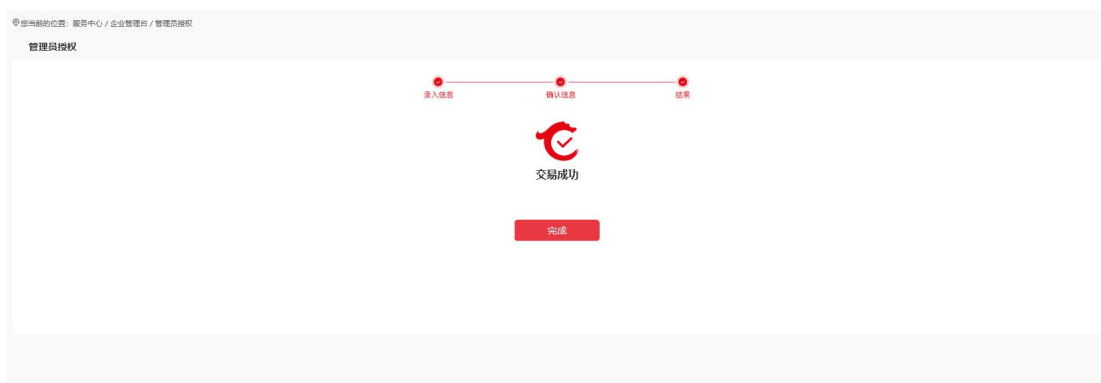 您当前的位置：服务中心 / 企业管理台 / 管理员授权
管理员授权
录入信息
确认信息
结果
交易成功
完成